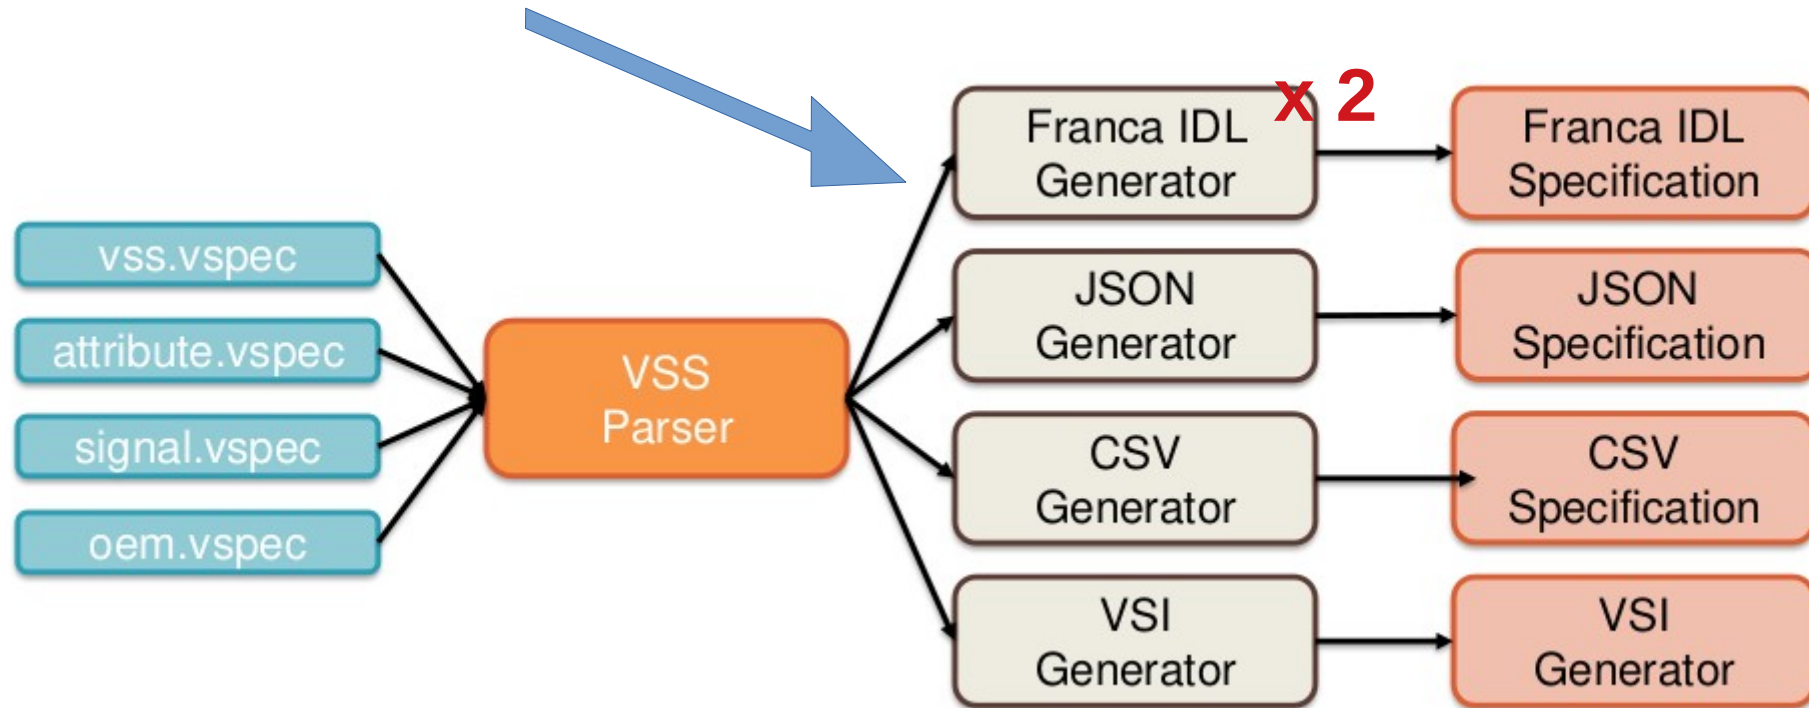 vss.vspec
attribute.vspec
signal.vspec
oem.vspec
VSS
Parser
x 2
Franca IDL
Generator
JSON
Generator
CSV
Generator
VSI
Generator
Franca IDL
Specification
JSON
Specification
CSV
Specification
VSI
Generator